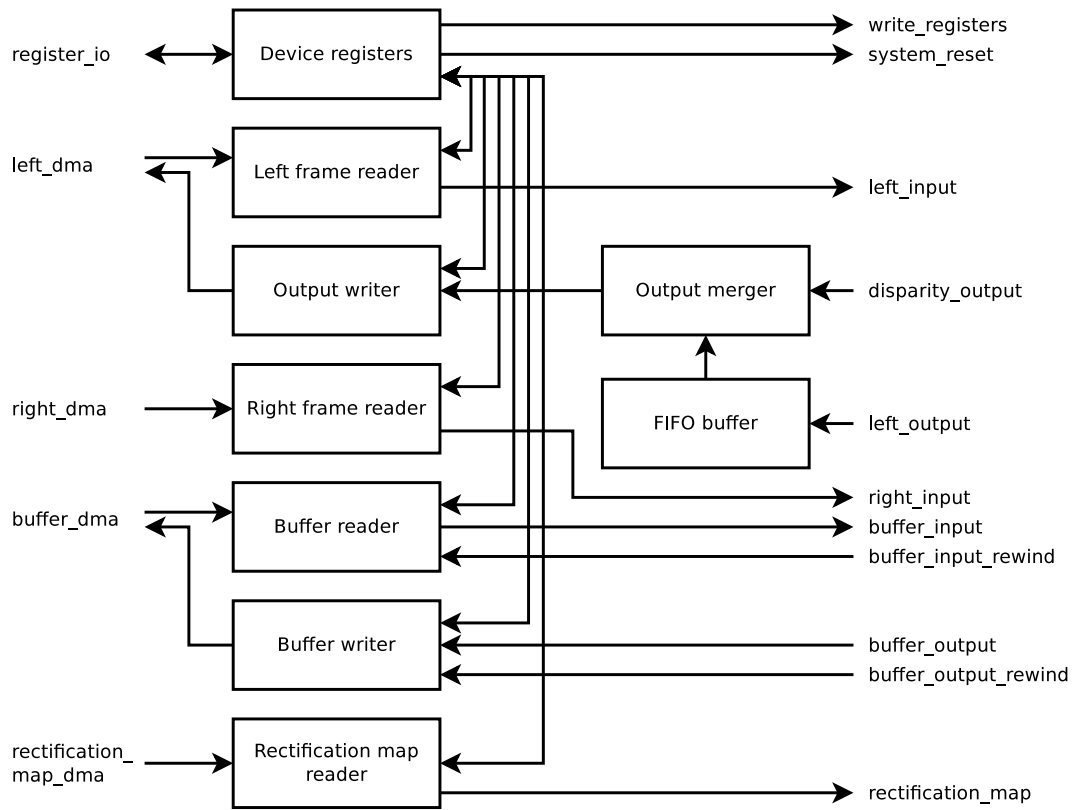 write_registers
register_io
Device registers
system_reset
left_dma
Left frame reader
left_input
Output writer
Output merger
disparity_output
right_dma
Right frame reader
FIFO buffer
left_output
right_input
buffer_dma
Buffer reader
buffer_input
buffer_input_rewind
Buffer writer
buffer_output
buffer_output_rewind
rectification_
map_dma
Rectification map
reader
rectification_map